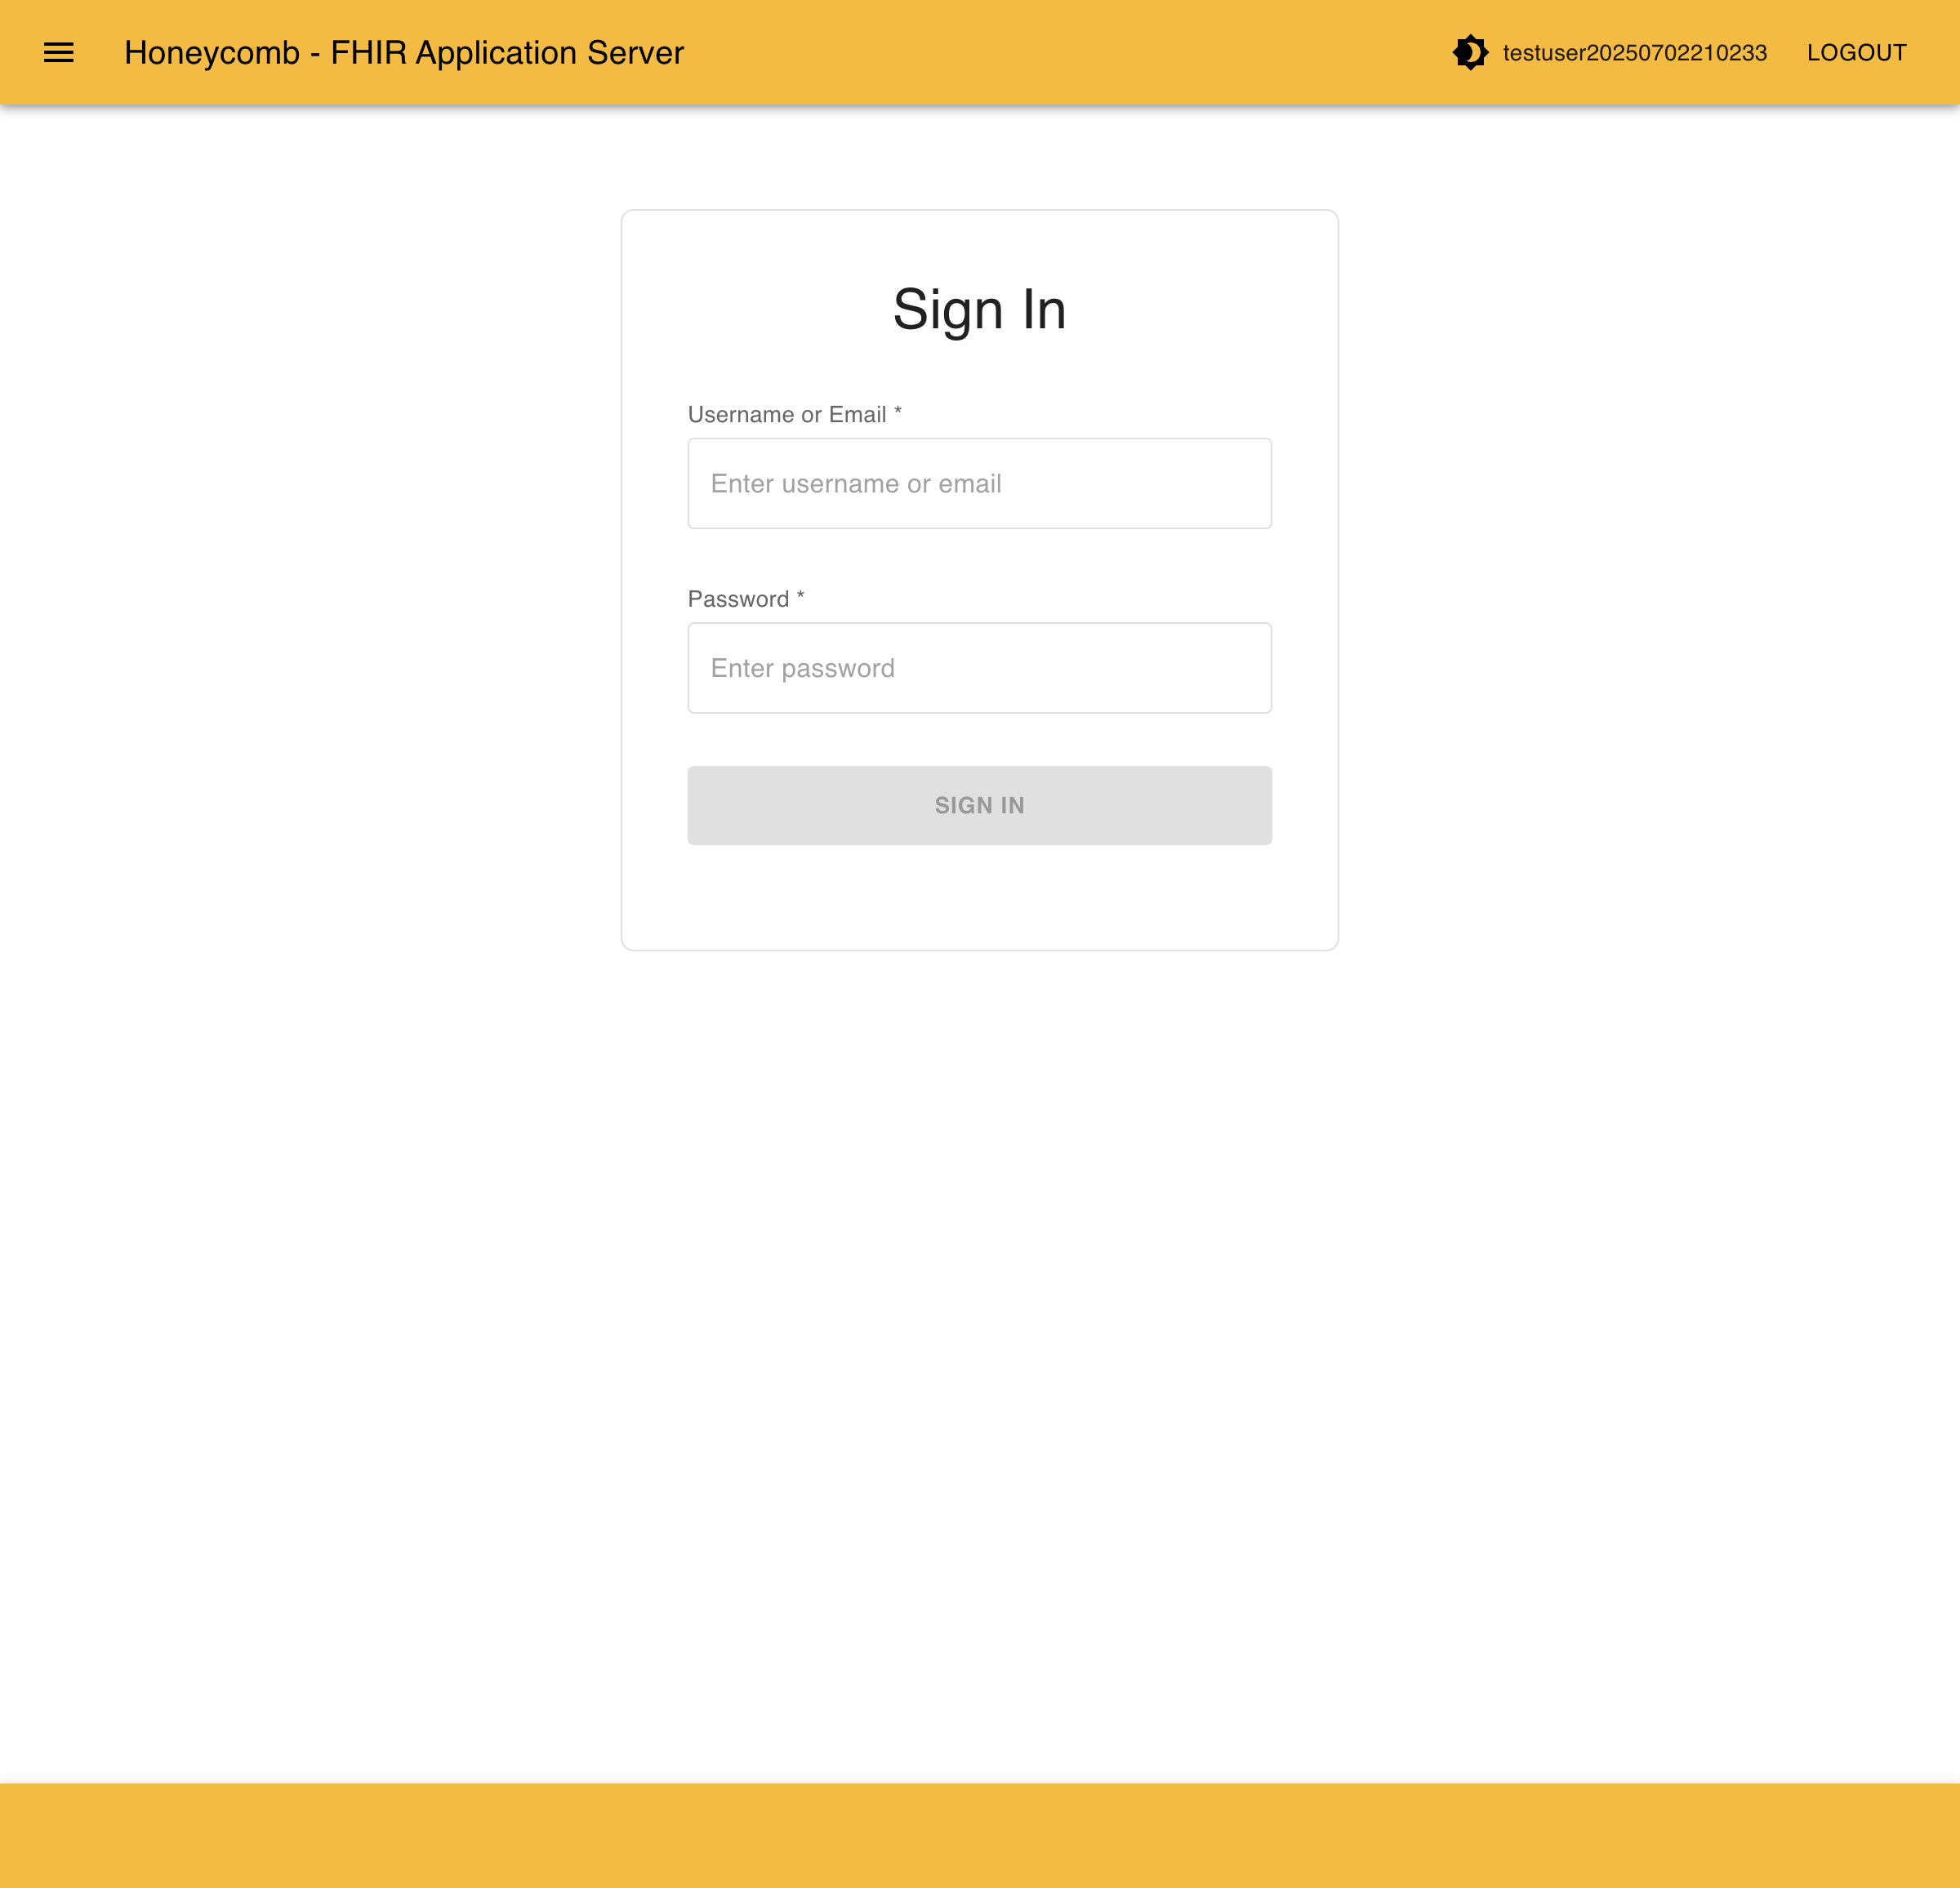 Honeycomb - FHIR Application Server
testuser20250702210233
LOGOUT
Sign In
Username or Email *
Enter username or email
Password *
Enter password
SIGN IN